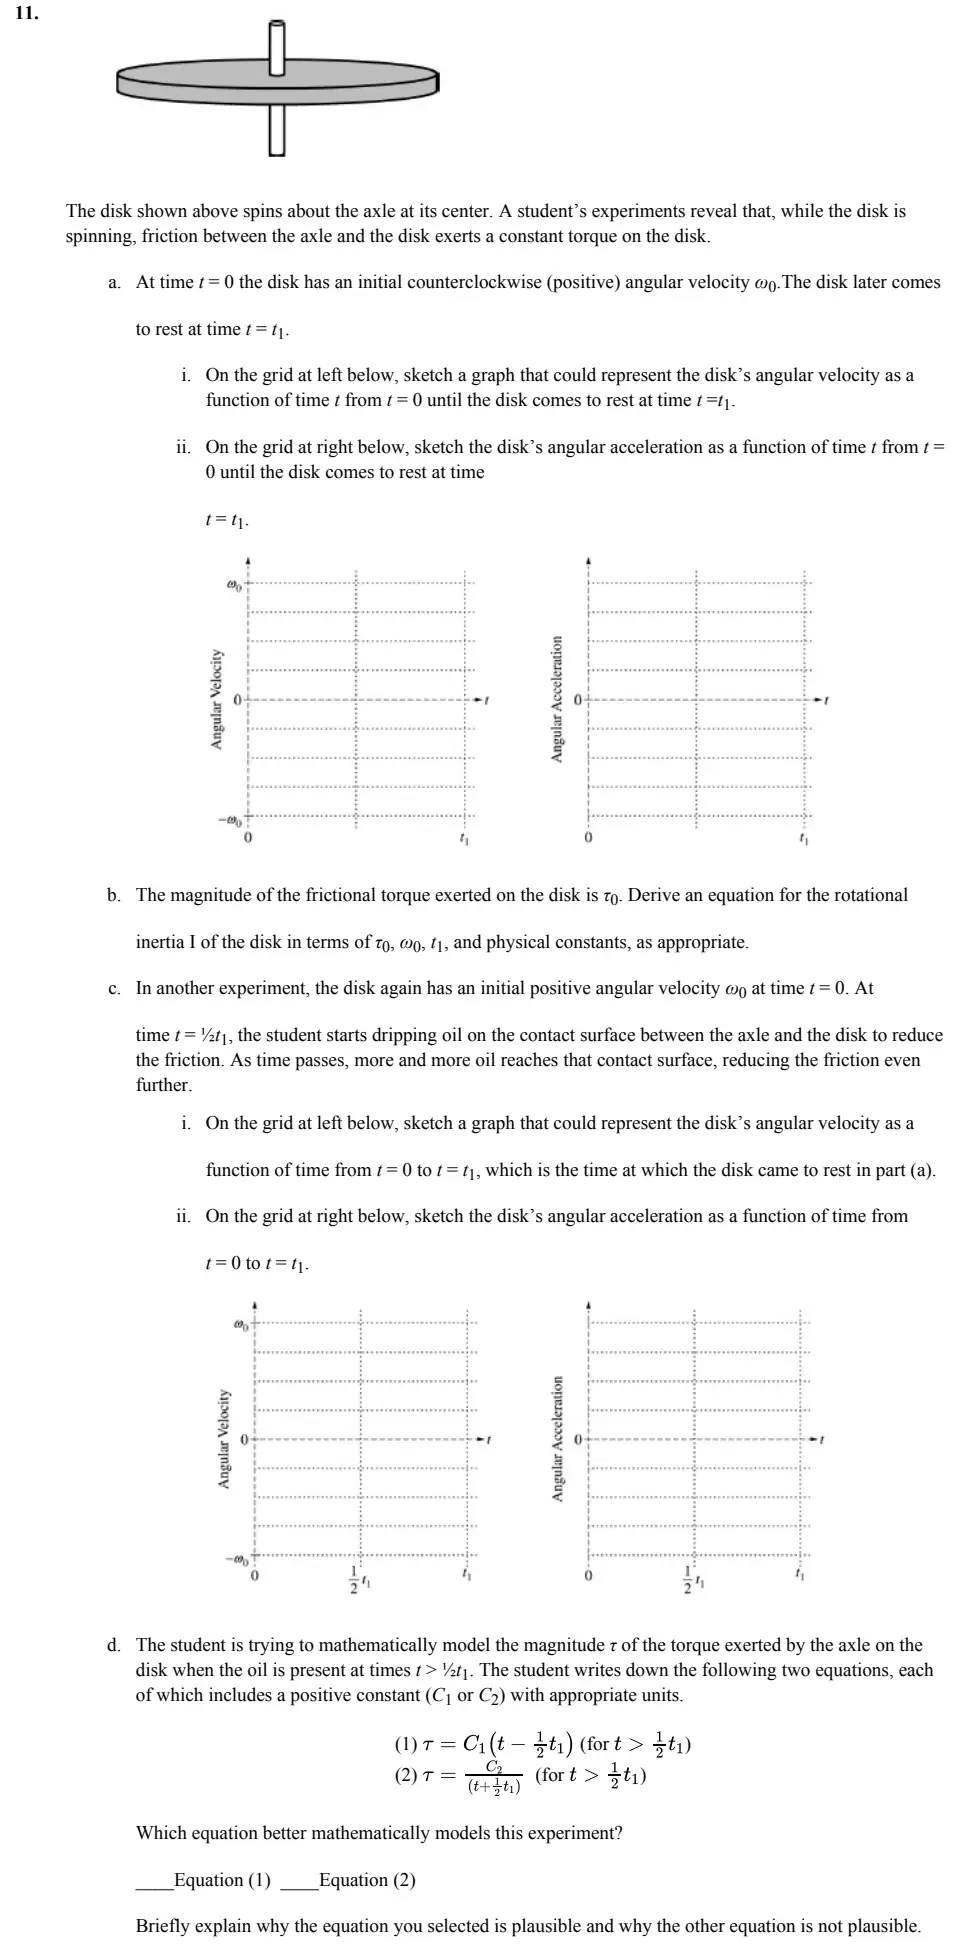 11.
The disk shown above spins about the axle at its center. A student’s experiments reveal that, while the disk is
spinning, friction between the axle and the disk exerts a constant torque on the disk.
a. At time t = 0 the disk has an initial counterclockwise (positive) angular velocity ω0.The disk later comes
to rest at time t = t1.
i. On the grid at left below, sketch a graph that could represent the disk’s angular velocity as a
function of time t from t = 0 until the disk comes to rest at time t =t1.
ii. On the grid at right below, sketch the disk’s angular acceleration as a function of time t from t =
0 until the disk comes to rest at time
t = t1.
ω0
Angular Velocity
0
t
−ω0
0
t1
Angular Acceleration
0
t
0
t1
b. The magnitude of the frictional torque exerted on the disk is τ0. Derive an equation for the rotational
inertia I of the disk in terms of τ0, ω0, t1, and physical constants, as appropriate.
c. In another experiment, the disk again has an initial positive angular velocity ω0 at time t = 0. At
time t = ½t1, the student starts dripping oil on the contact surface between the axle and the disk to reduce
the friction. As time passes, more and more oil reaches that contact surface, reducing the friction even
further.
i. On the grid at left below, sketch a graph that could represent the disk’s angular velocity as a
function of time from t = 0 to t = t1, which is the time at which the disk came to rest in part (a).
ii. On the grid at right below, sketch the disk’s angular acceleration as a function of time from
t = 0 to t = t1.
ω0
Angular Velocity
0
t
−ω0
0
1/2 t1
t1
Angular Acceleration
0
t
0
1/2 t1
t1
d. The student is trying to mathematically model the magnitude τ of the torque exerted by the axle on the
disk when the oil is present at times t > ½t1. The student writes down the following two equations, each
of which includes a positive constant (C1 or C2) with appropriate units.
(1) τ = C1(t − 1/2 t1) (for t > 1/2 t1)
(2) τ = C2/(t+1/2 t1) (for t > 1/2 t1)
Which equation better mathematically models this experiment?
____Equation (1) ____Equation (2)
Briefly explain why the equation you selected is plausible and why the other equation is not plausible.